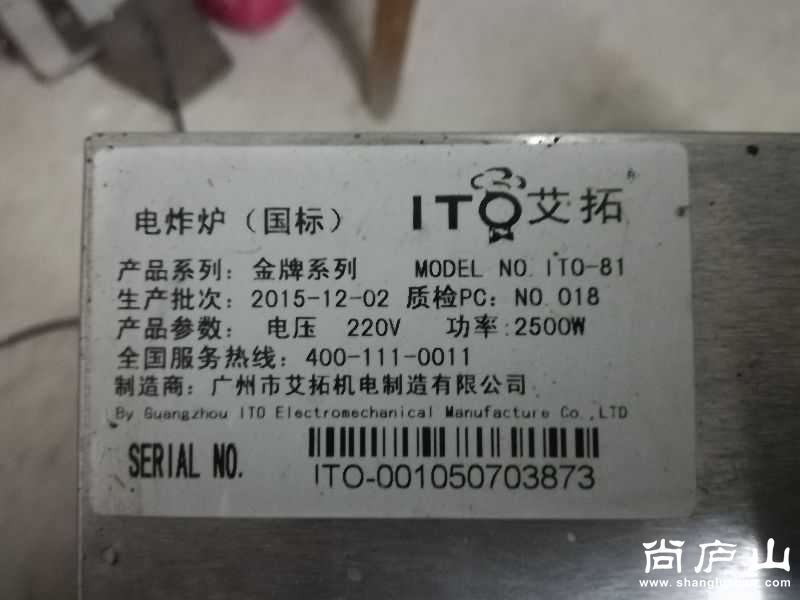 电炸炉（国标） ITO艾拓
产品系列：金牌系列 MODEL NO.ITO-81
生产批次：2015-12-02 质检PC：NO.018
产品参数：电压 220V 功率:2500W
全国服务热线：400-111-0011
制造商：广州市艾拓机电制造有限公司
By Guangzhou ITO Electromechanical Manufacture Co.,LTD
SERIAL NO.
ITO-001050703873
尚庐山